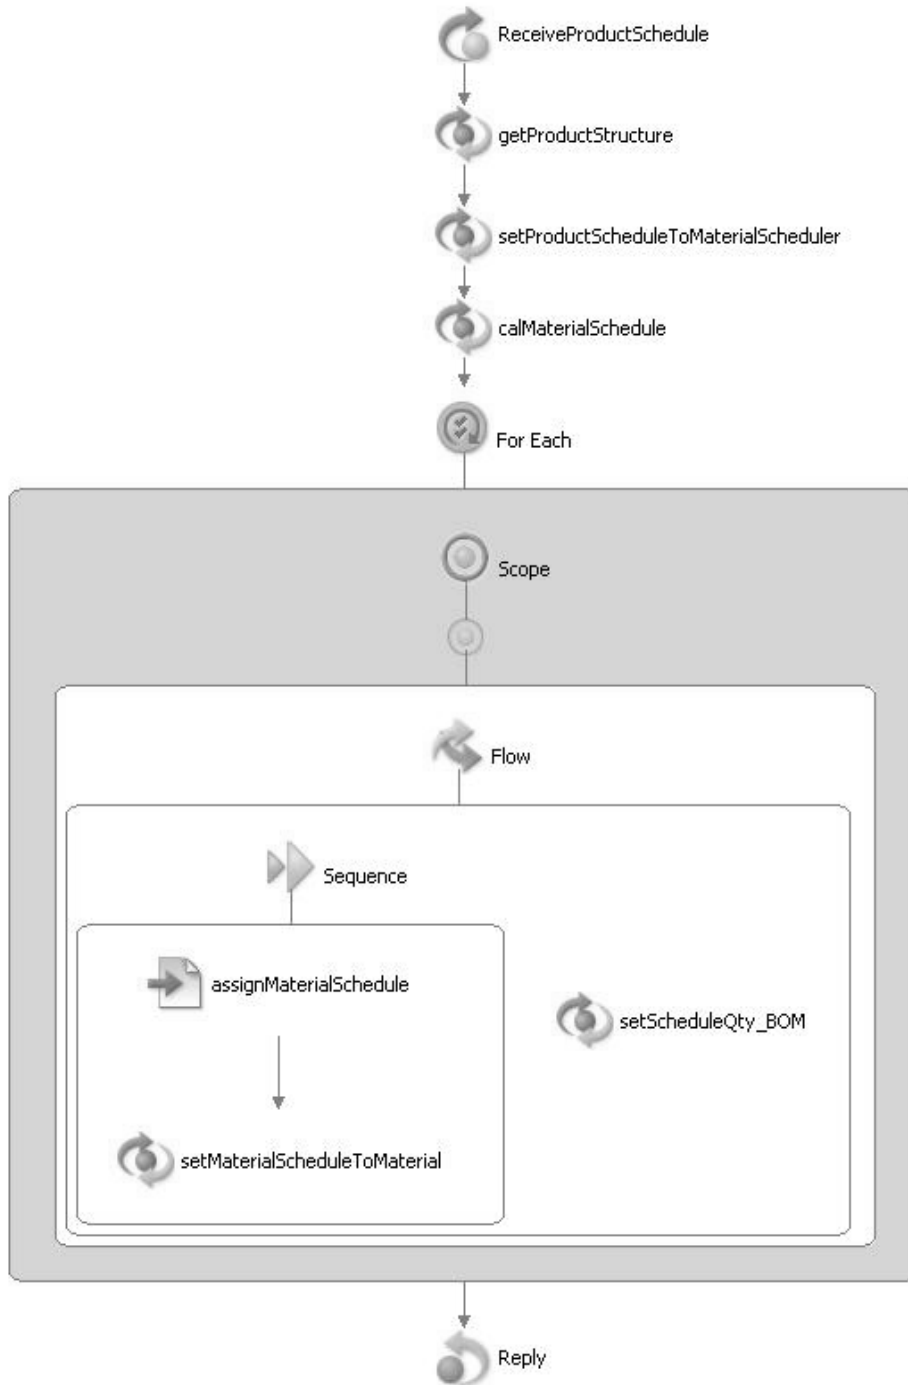 ReceiveProductSchedule
getProductStructure
setProductScheduleToMaterialScheduler
calMaterialSchedule
For Each
Scope
Flow
Sequence
assignMaterialSchedule
setScheduleQty_BOM
setMaterialScheduleToMaterial
Reply